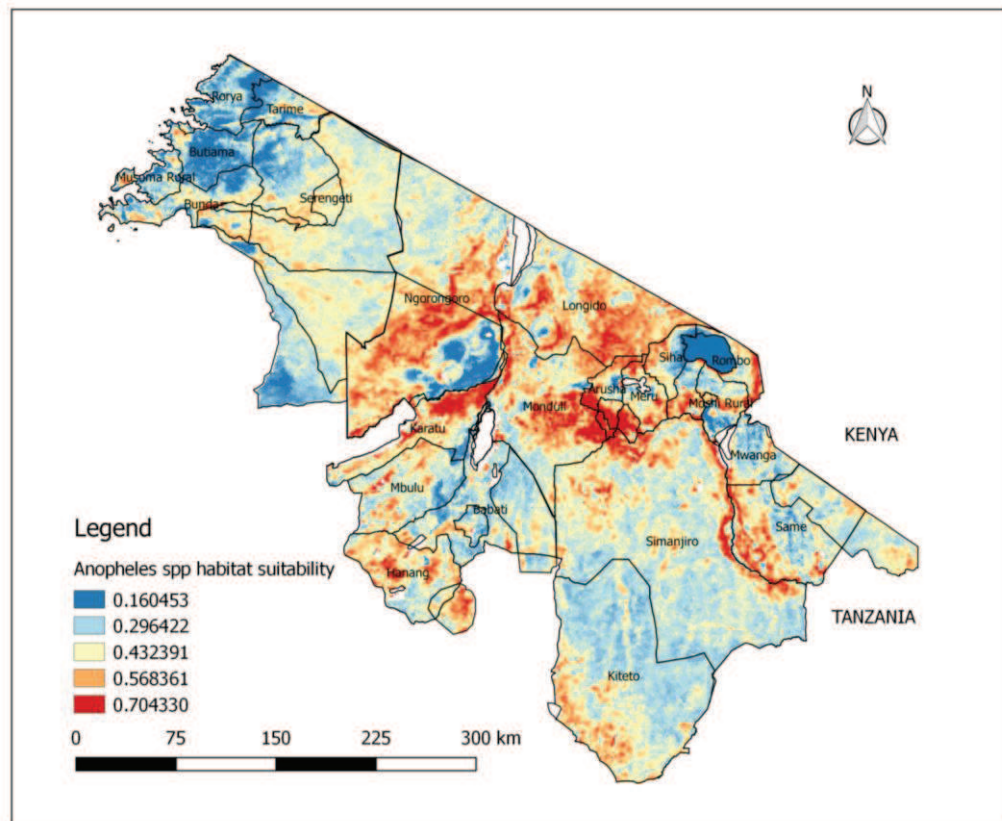 N
Rorya
Tarime
Butiama
Musoma Rural
Bunda
Serengeti
Ngorongoro
Longido
Siha
Rombo
Arusha
Meru
Monduli
Moshi Rural
Karatu
KENYA
Mwanga
Mbulu
Babati
Same
Simanjiro
Hanang
TANZANIA
Kiteto
Legend
Anopheles spp habitat suitability
0.160453
0.296422
0.432391
0.568361
0.704330
0 75 150 225 300 km